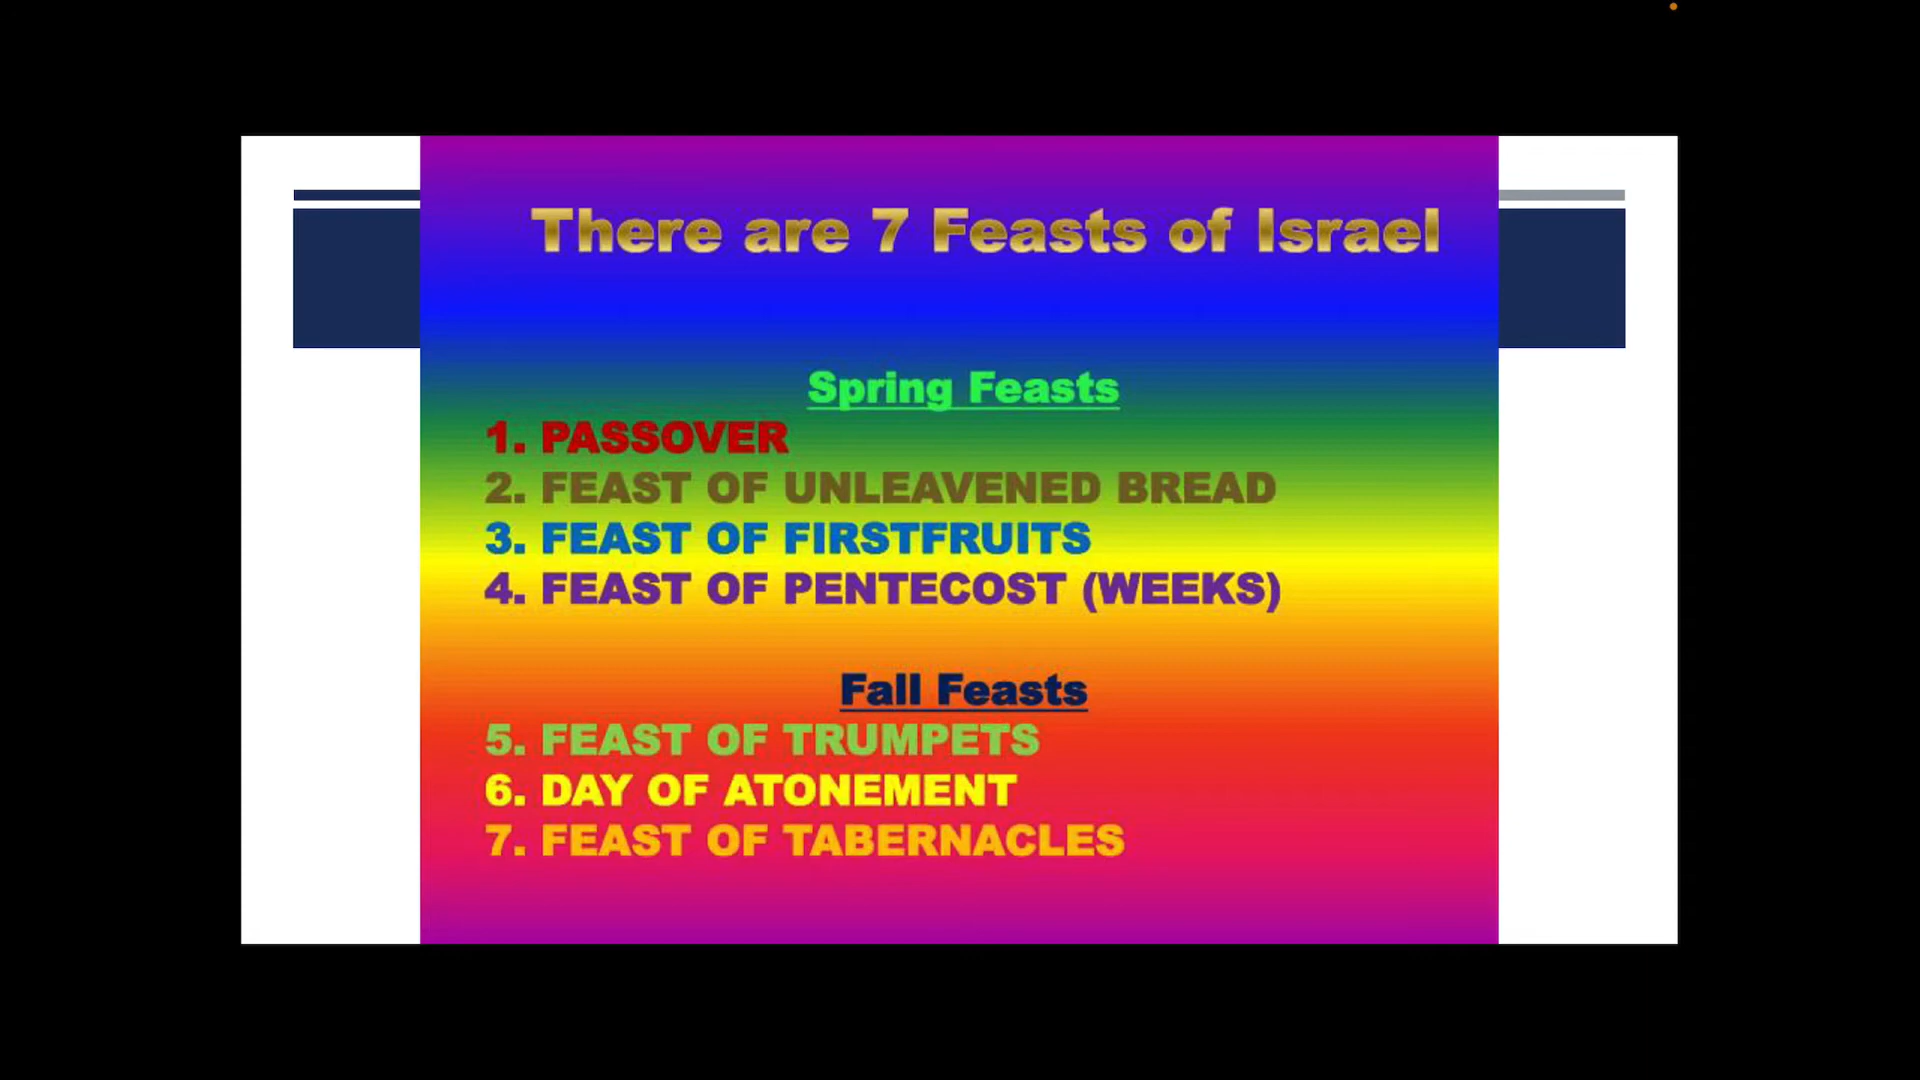 There are 7 Feasts of Israel
Spring Feasts
1. PASSOVER
2. FEAST OF UNLEAVENED BREAD
3. FEAST OF FIRSTFRUITS
4. FEAST OF PENTECOST (WEEKS)
Fall Feasts
5. FEAST OF TRUMPETS
6. DAY OF ATONEMENT
7. FEAST OF TABERNACLES